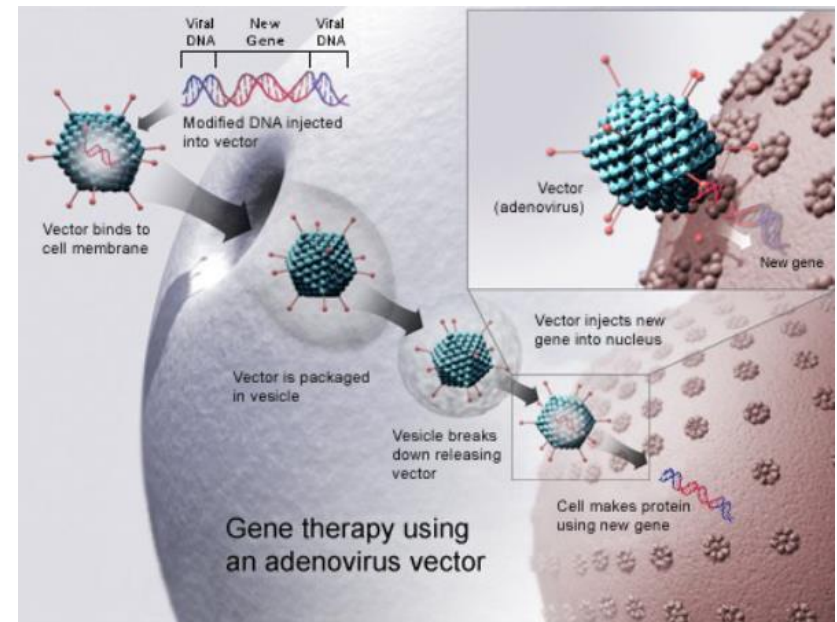 Viral DNA
New Gene
Viral DNA
Modified DNA injected
into vector
Vector binds to
cell membrane
Vector is packaged
in vesicle
Vesicle breaks
down releasing
vector
Vector
(adenovirus)
New gene
Vector injects new
gene into nucleus
Cell makes protein
using new gene
Gene therapy using
an adenovirus vector